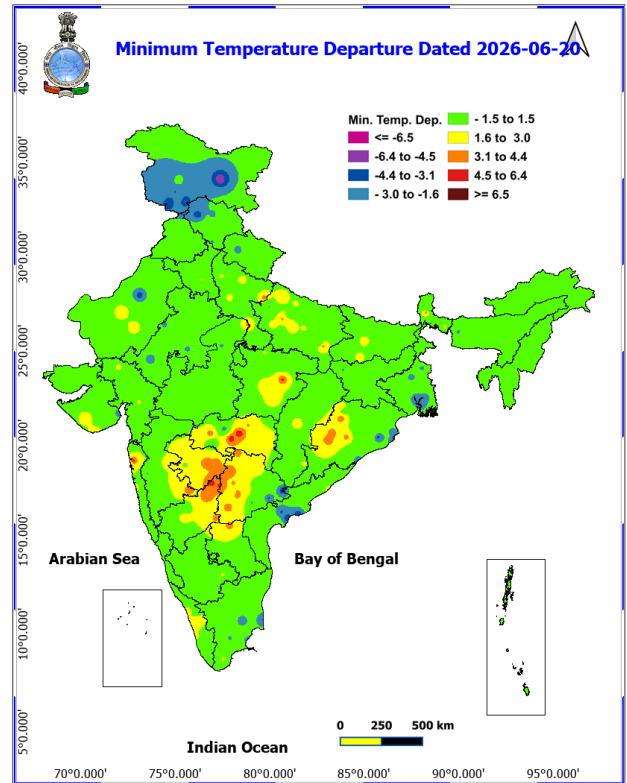 Minimum Temperature Departure Dated 2026-06-20
Min. Temp. Dep.
<= -6.5
-6.4 to -4.5
-4.4 to -3.1
- 3.0 to -1.6
- 1.5 to 1.5
1.6 to 3.0
3.1 to 4.4
4.5 to 6.4
>= 6.5
40°0.000'
35°0.000'
30°0.000'
25°0.000'
20°0.000'
15°0.000'
10°0.000'
5°0.000'
Arabian Sea
Bay of Bengal
0 250 500 km
Indian Ocean
70°0.000' 75°0.000' 80°0.000' 85°0.000' 90°0.000' 95°0.000'